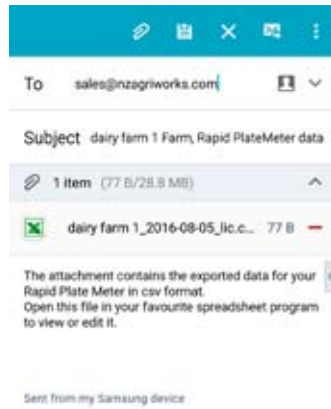 To sales@nzagriworks.com
Subject dairy farm 1 Farm, Rapid PlateMeter data
1 item (77 B/28.8 MB)
dairy farm 1_2016-08-05_lic.c... 77 B
The attachment contains the exported data for your
Rapid Plate Meter in csv format.
Open this file in your favourite spreadsheet program
to view or edit it.
Sent from my Samsung device